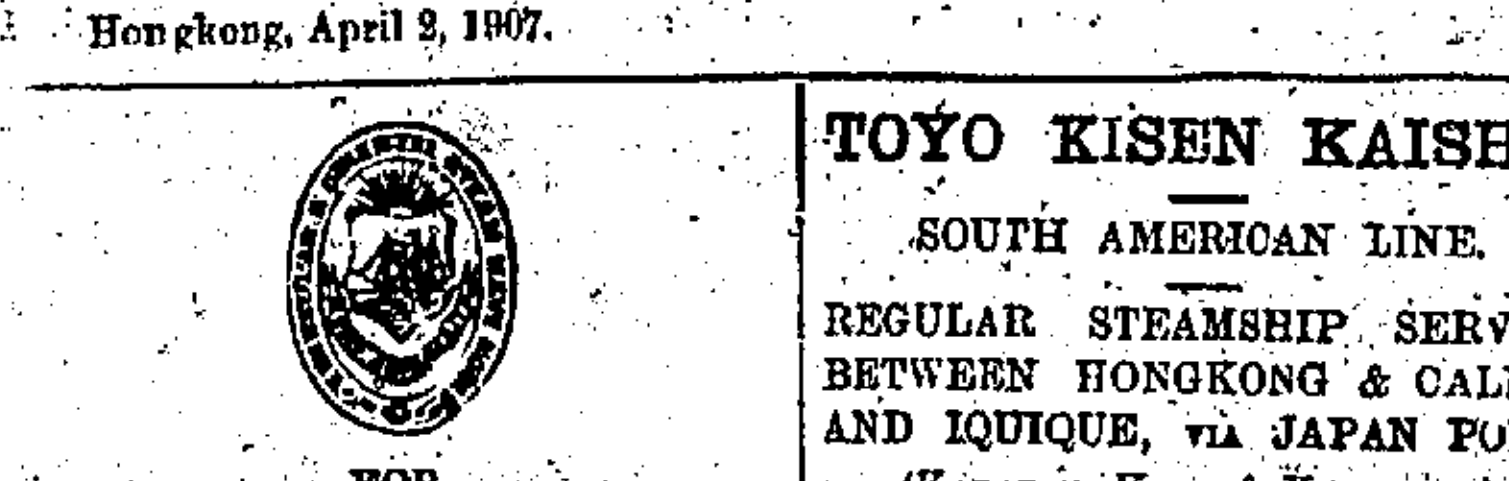 Hongkong, April 2, 1907.
FOR
TOYO KISEN KAISH
SOUTH AMERICAN LINE.
REGULAR STEAMSHIP SERV
BETWEEN HONGKONG & CAL
AND IQUIQUE, VIA JAPAN PO